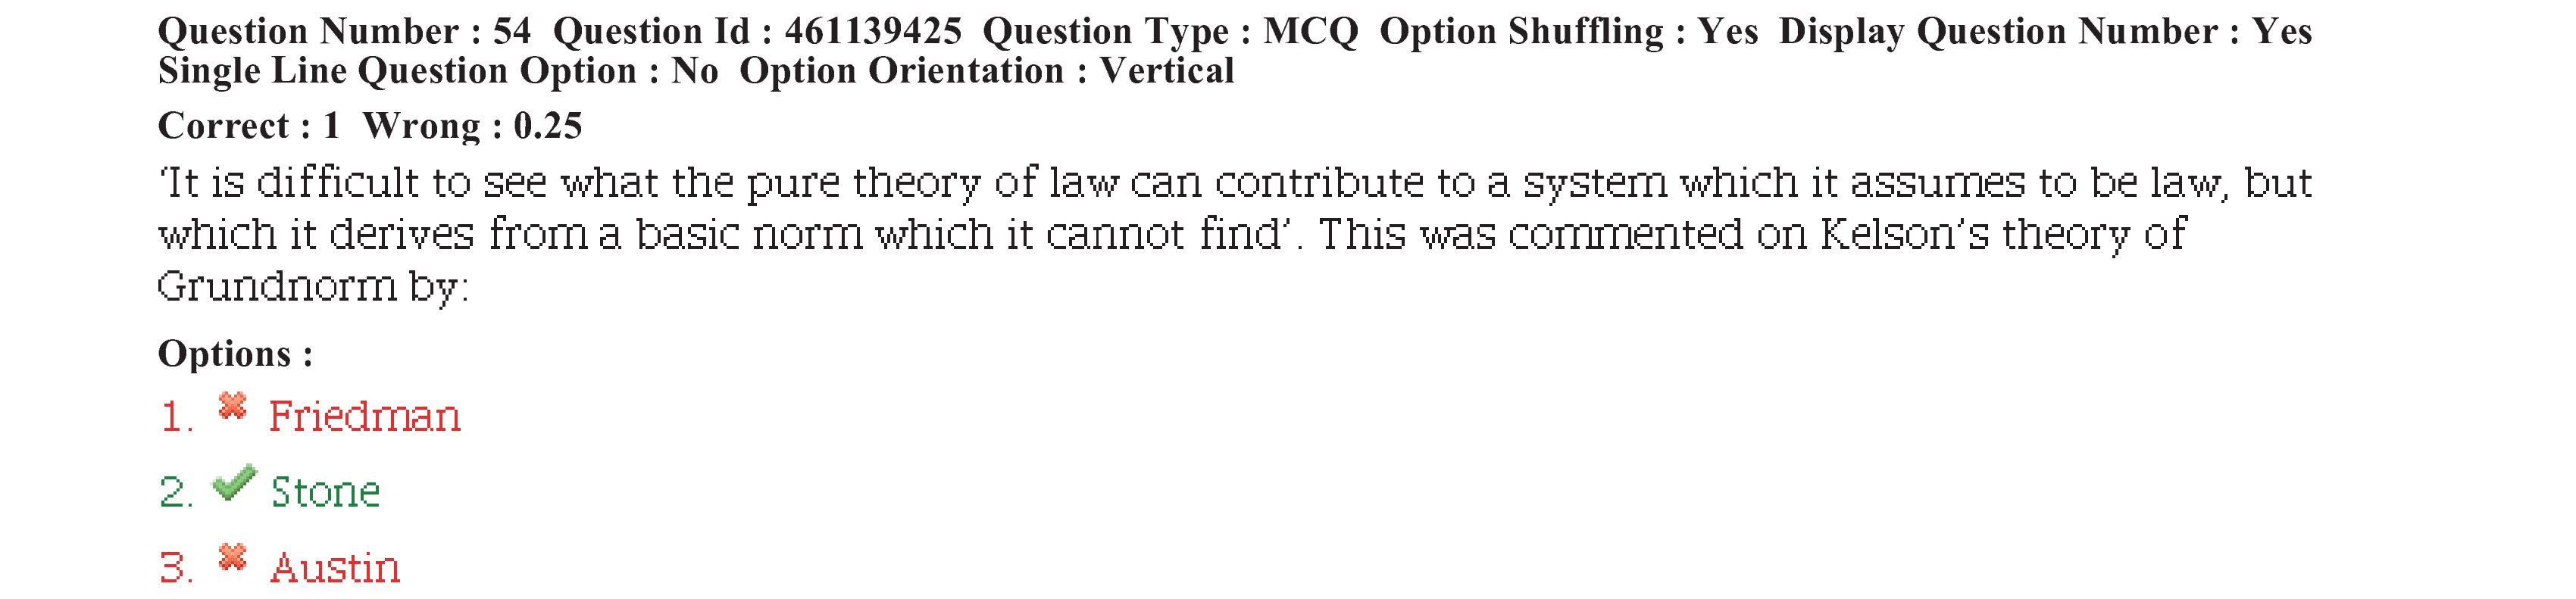 Question Number : 54 Question Id : 461139425 Question Type : MCQ Option Shuffling : Yes Display Question Number : Yes
Single Line Question Option : No Option Orientation : Vertical
Correct : 1 Wrong : 0.25
‘It is difficult to see what the pure theory of law can contribute to a system which it assumes to be law, but
which it derives from a basic norm which it cannot find’. This was commented on Kelson’s theory of
Grundnorm by:
Options :
1. Friedman
2. Stone
3. Austin